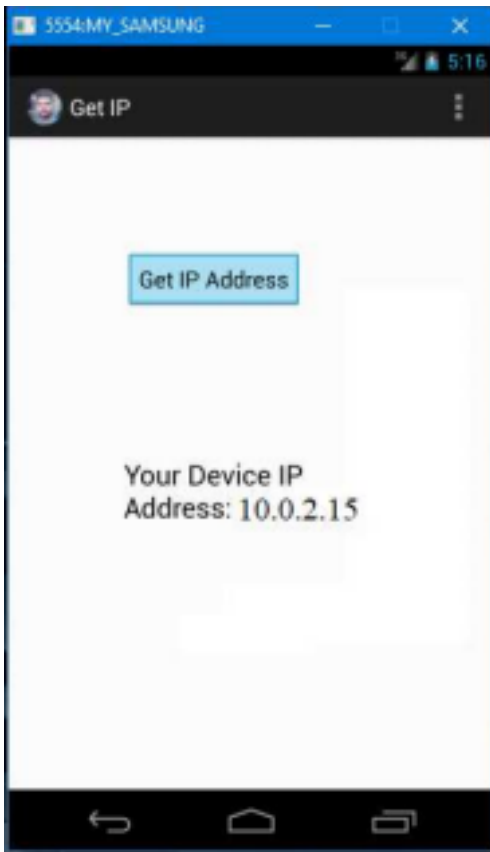 5554:MY_SAMSUNG
5:16
Get IP
Get IP Address
Your Device IP
Address: 10.0.2.15